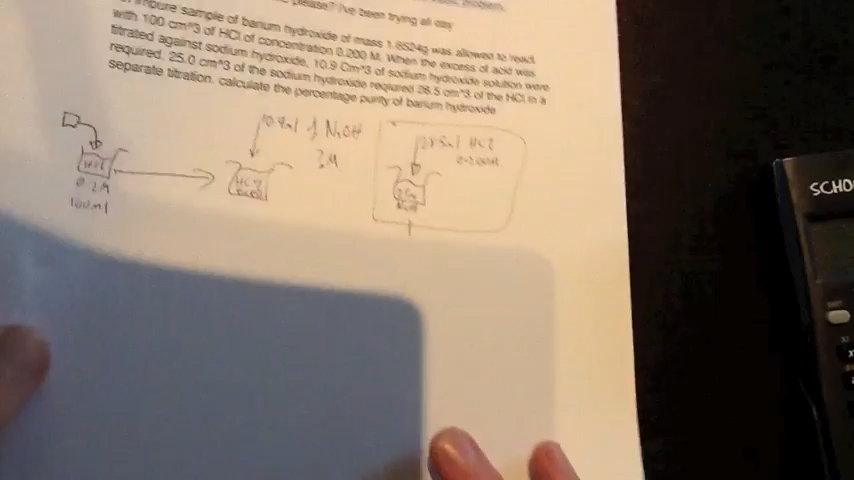 please? I've been trying all day
impure sample of barium hydroxide of mass 1.6524g was allowed to react
with 100 cm^3 of HCl of concentration 0.200 M. When the excess of acid was
titrated against sodium hydroxide, 10.9 Cm^3 of sodium hydroxide solution were
required. 25.0 cm^3 of the sodium hydroxide reqiured 28.5 cm^3 of the HCl in a
separate titration, calculate the percentage purity of barium hydroxide
10.9ml of NaOH
?M
28.5ml HCl
0.200M
HCl
0.2M
100ml
HCl
SCHO